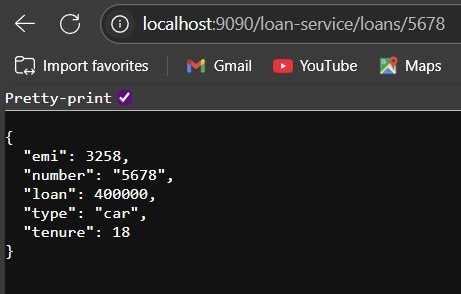 localhost:9090/loan-service/loans/5678
Import favorites Gmail YouTube Maps
Pretty-print
{
  "emi": 3258,
  "number": "5678",
  "loan": 400000,
  "type": "car",
  "tenure": 18
}